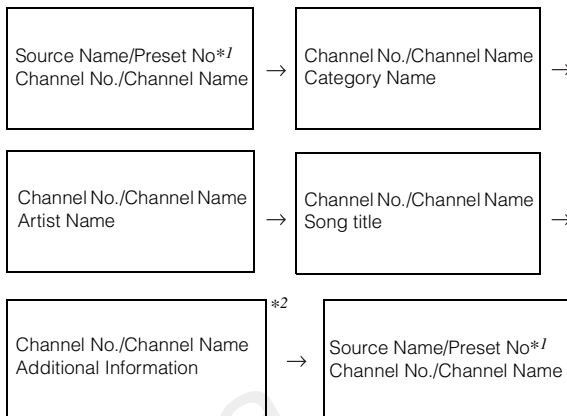 Source Name/Preset No*1
Channel No./Channel Name
→
Channel No./Channel Name
Category Name
→
Channel No./Channel Name
Artist Name
→
Channel No./Channel Name
Song title
→
Channel No./Channel Name
Additional Information
*2
→
Source Name/Preset No*1
Channel No./Channel Name